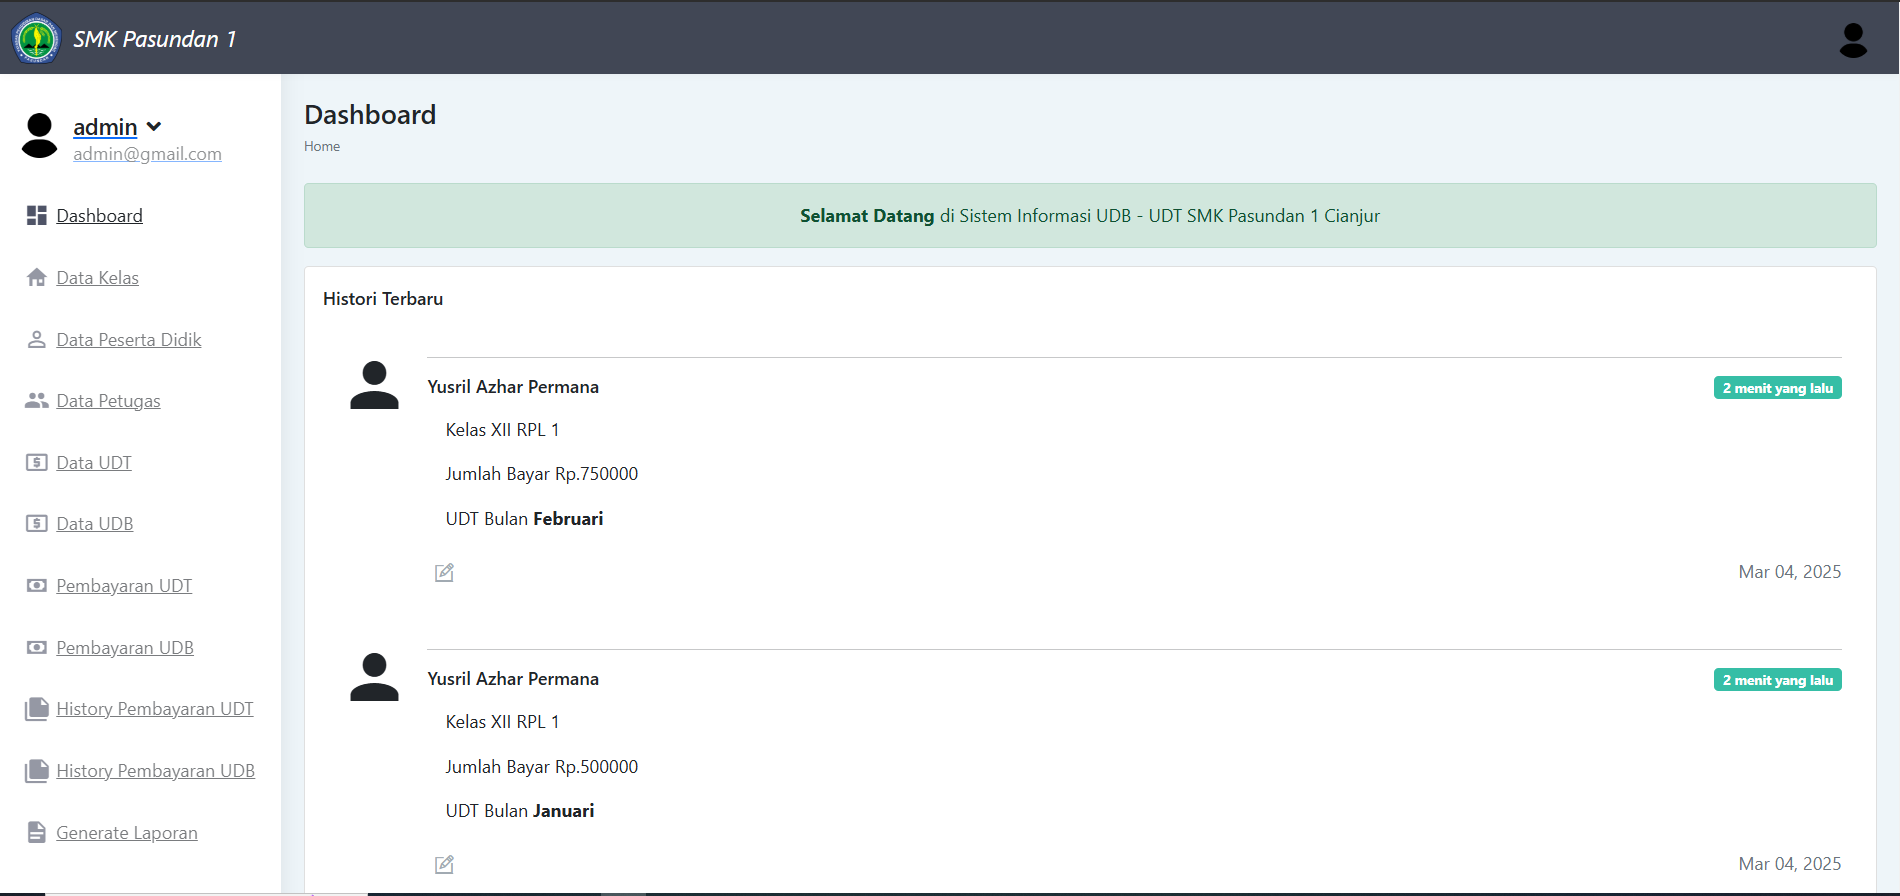 SMK Pasundan 1
admin
admin@gmail.com
Dashboard
Data Kelas
Data Peserta Didik
Data Petugas
Data UDT
Data UDB
Pembayaran UDT
Pembayaran UDB
History Pembayaran UDT
History Pembayaran UDB
Generate Laporan
Dashboard
Home
Selamat Datang di Sistem Informasi UDB - UDT SMK Pasundan 1 Cianjur
Histori Terbaru
Yusril Azhar Permana
2 menit yang lalu
Kelas XII RPL 1
Jumlah Bayar Rp.750000
UDT Bulan Februari
Mar 04, 2025
Yusril Azhar Permana
2 menit yang lalu
Kelas XII RPL 1
Jumlah Bayar Rp.500000
UDT Bulan Januari
Mar 04, 2025